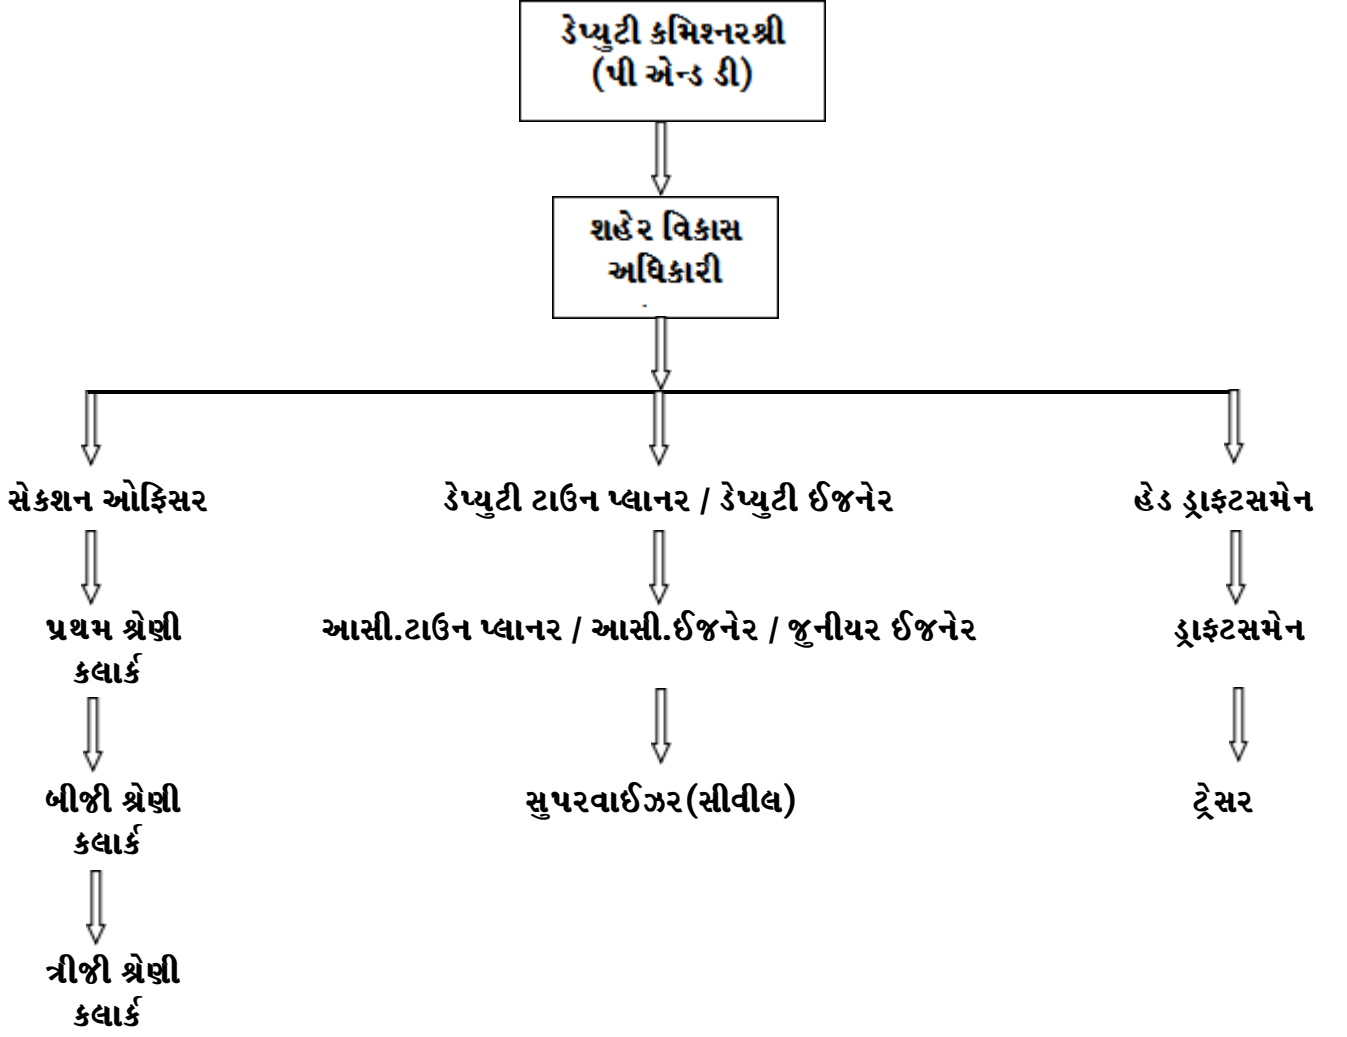 ડેપ્યુટી કમિશ્નરશ્રી
(પી એન્ડ ડી)
શહેર વિકાસ
અધિકારી
સેકશન ઓફિસર
ડેપ્યુટી ટાઉન પ્લાનર / ડેપ્યુટી ઈજનેર
હેડ ડ્રાફટસમેન
પ્રથમ શ્રેણી
કલાર્ક
આસી.ટાઉન પ્લાનર / આસી.ઈજનેર / જુનીયર ઈજનેર
ડ્રાફટસમેન
બીજી શ્રેણી
કલાર્ક
સુપરવાઈઝર(સીવીલ)
ટ્રેસર
ત્રીજી શ્રેણી
કલાર્ક